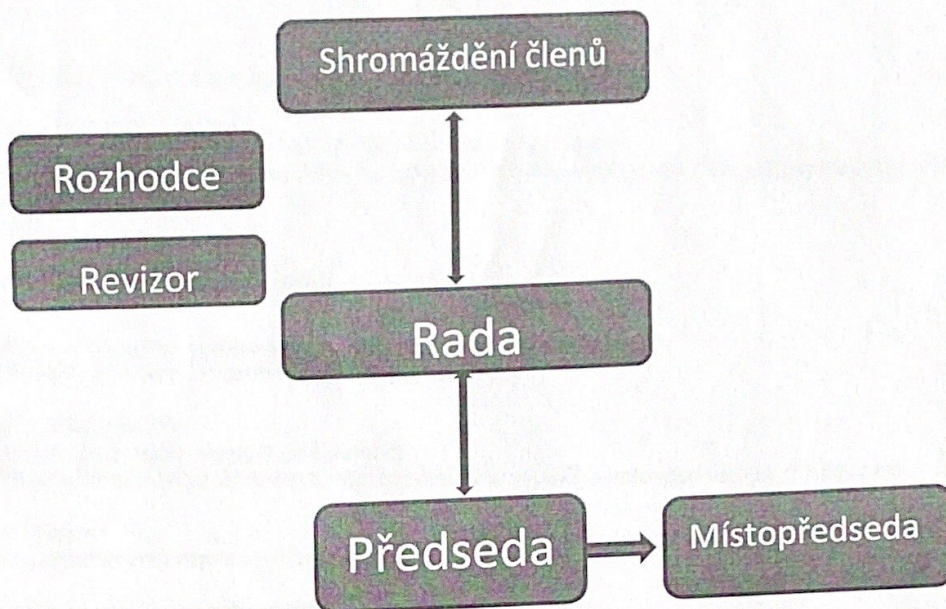 Shromáždění členů
Rozhodce
Revizor
Rada
Předseda
Místopředseda